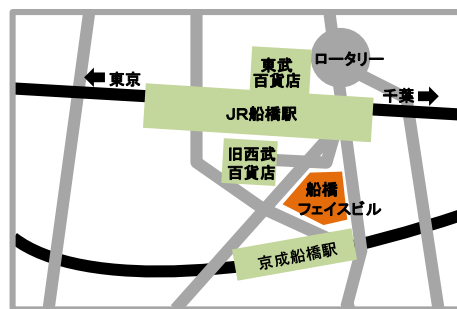 東武
百貨店
ロータリー
東京
千葉
JR船橋駅
旧西武
百貨店
船橋
フェイスビル
京成船橋駅